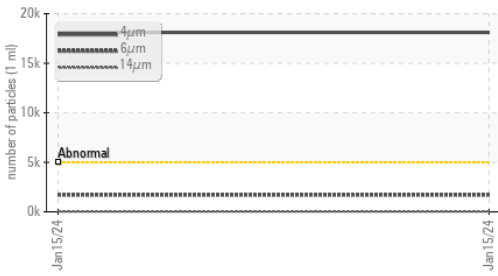 20k
15k
10k
5k
0k
number of particles (1 ml)
4µm
6µm
14µm
Abnormal
Jan15/24
Jan15/24